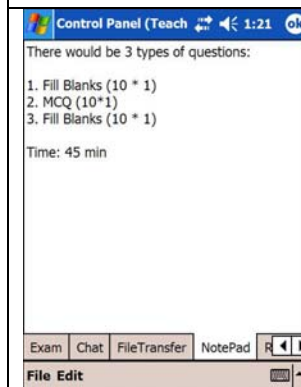 Control Panel (Teach 1:21 ok
There would be 3 types of questions:
1. Fill Blanks (10 * 1)
2. MCQ (10*1)
3. Fill Blanks (10 * 1)
Time: 45 min
Exam Chat FileTransfer NotePad R
File Edit